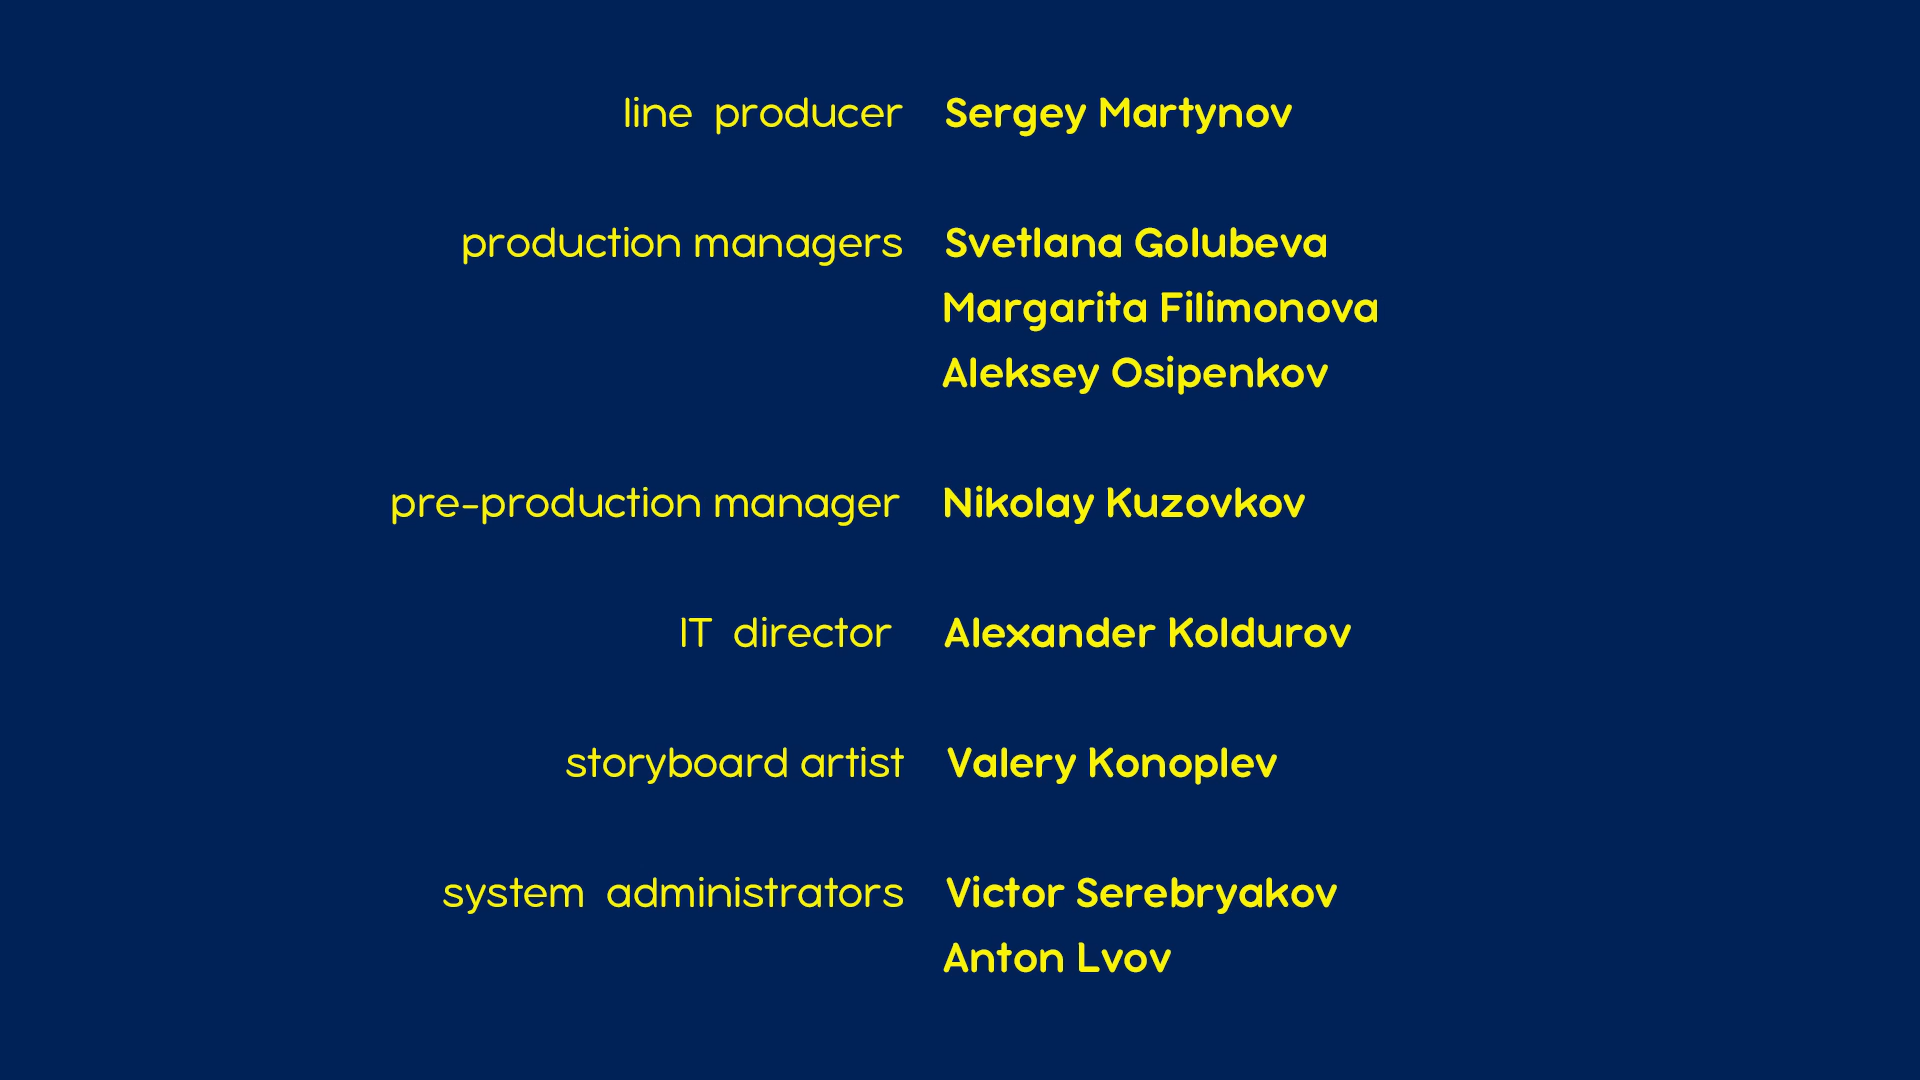 line producer Sergey Martynov
production managers Svetlana Golubeva
Margarita Filimonova
Aleksey Osipenkov
pre-production manager Nikolay Kuzovkov
IT director Alexander Koldurov
storyboard artist Valery Konoplev
system administrators Victor Serebryakov
Anton Lvov